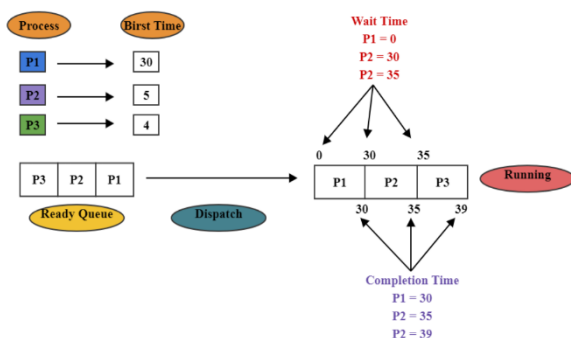 Process
Birst Time
P1
30
P2
5
P3
4
Wait Time
P1 = 0
P2 = 30
P2 = 35
0 30 35
P3 P2 P1
P1 P2 P3
Running
Ready Queue
Dispatch
30 35 39
Completion Time
P1 = 30
P2 = 35
P2 = 39